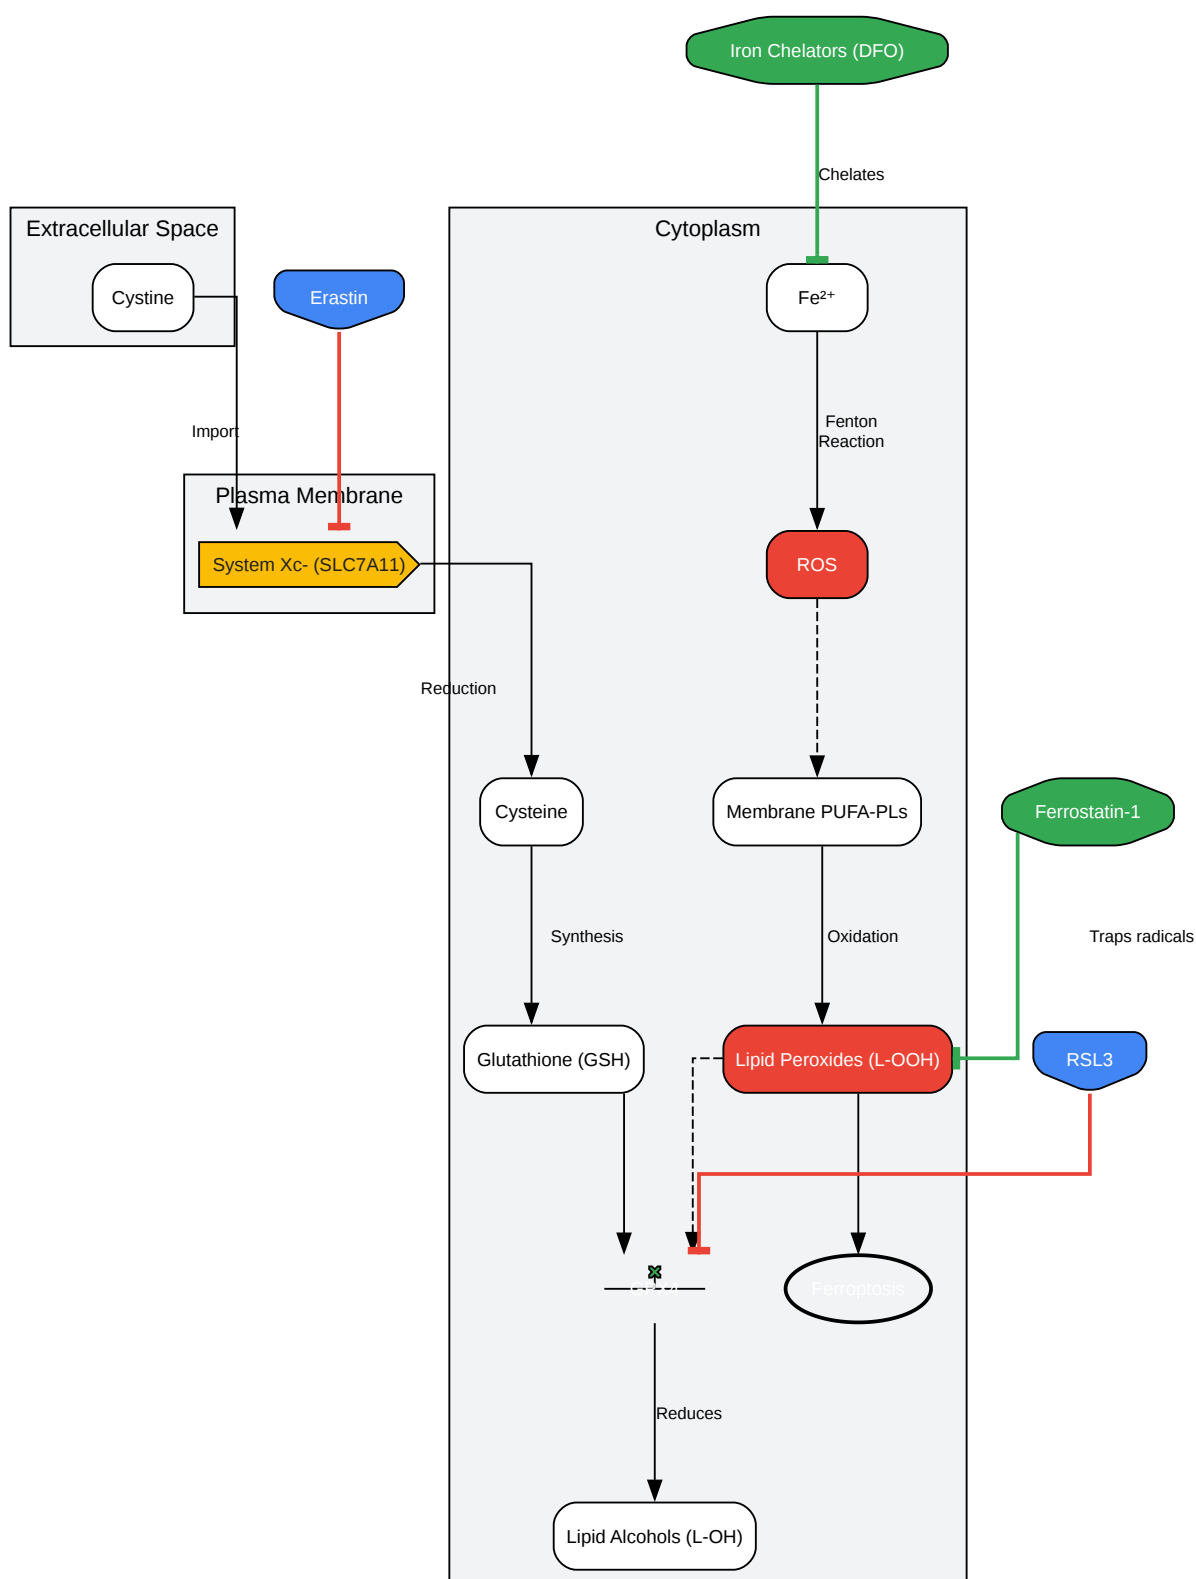 Iron Chelators (DFO)
Chelates
Extracellular Space
Cystine
Erastin
Cytoplasm
Fe²⁺
Import
Fenton
Reaction
Plasma Membrane
System Xc- (SLC7A11)
ROS
Reduction
Cysteine
Membrane PUFA-PLs
Ferrostatin-1
Synthesis
Oxidation
Traps radicals
Glutathione (GSH)
Lipid Peroxides (L-OOH)
RSL3
GPX4
Ferroptosis
Reduces
Lipid Alcohols (L-OH)